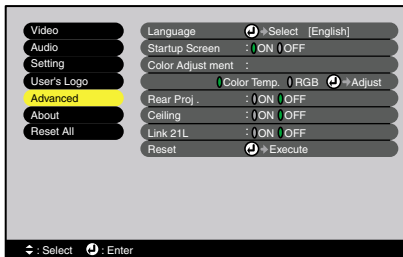 Video
Audio
Setting
User's Logo
Advanced
About
Reset All
Language Select [English]
Startup Screen : ON OFF
Color Adjust ment :
Color Temp. RGB Adjust
Rear Proj . : ON OFF
Ceiling : ON OFF
Link 21L : ON OFF
Reset Execute
: Select : Enter